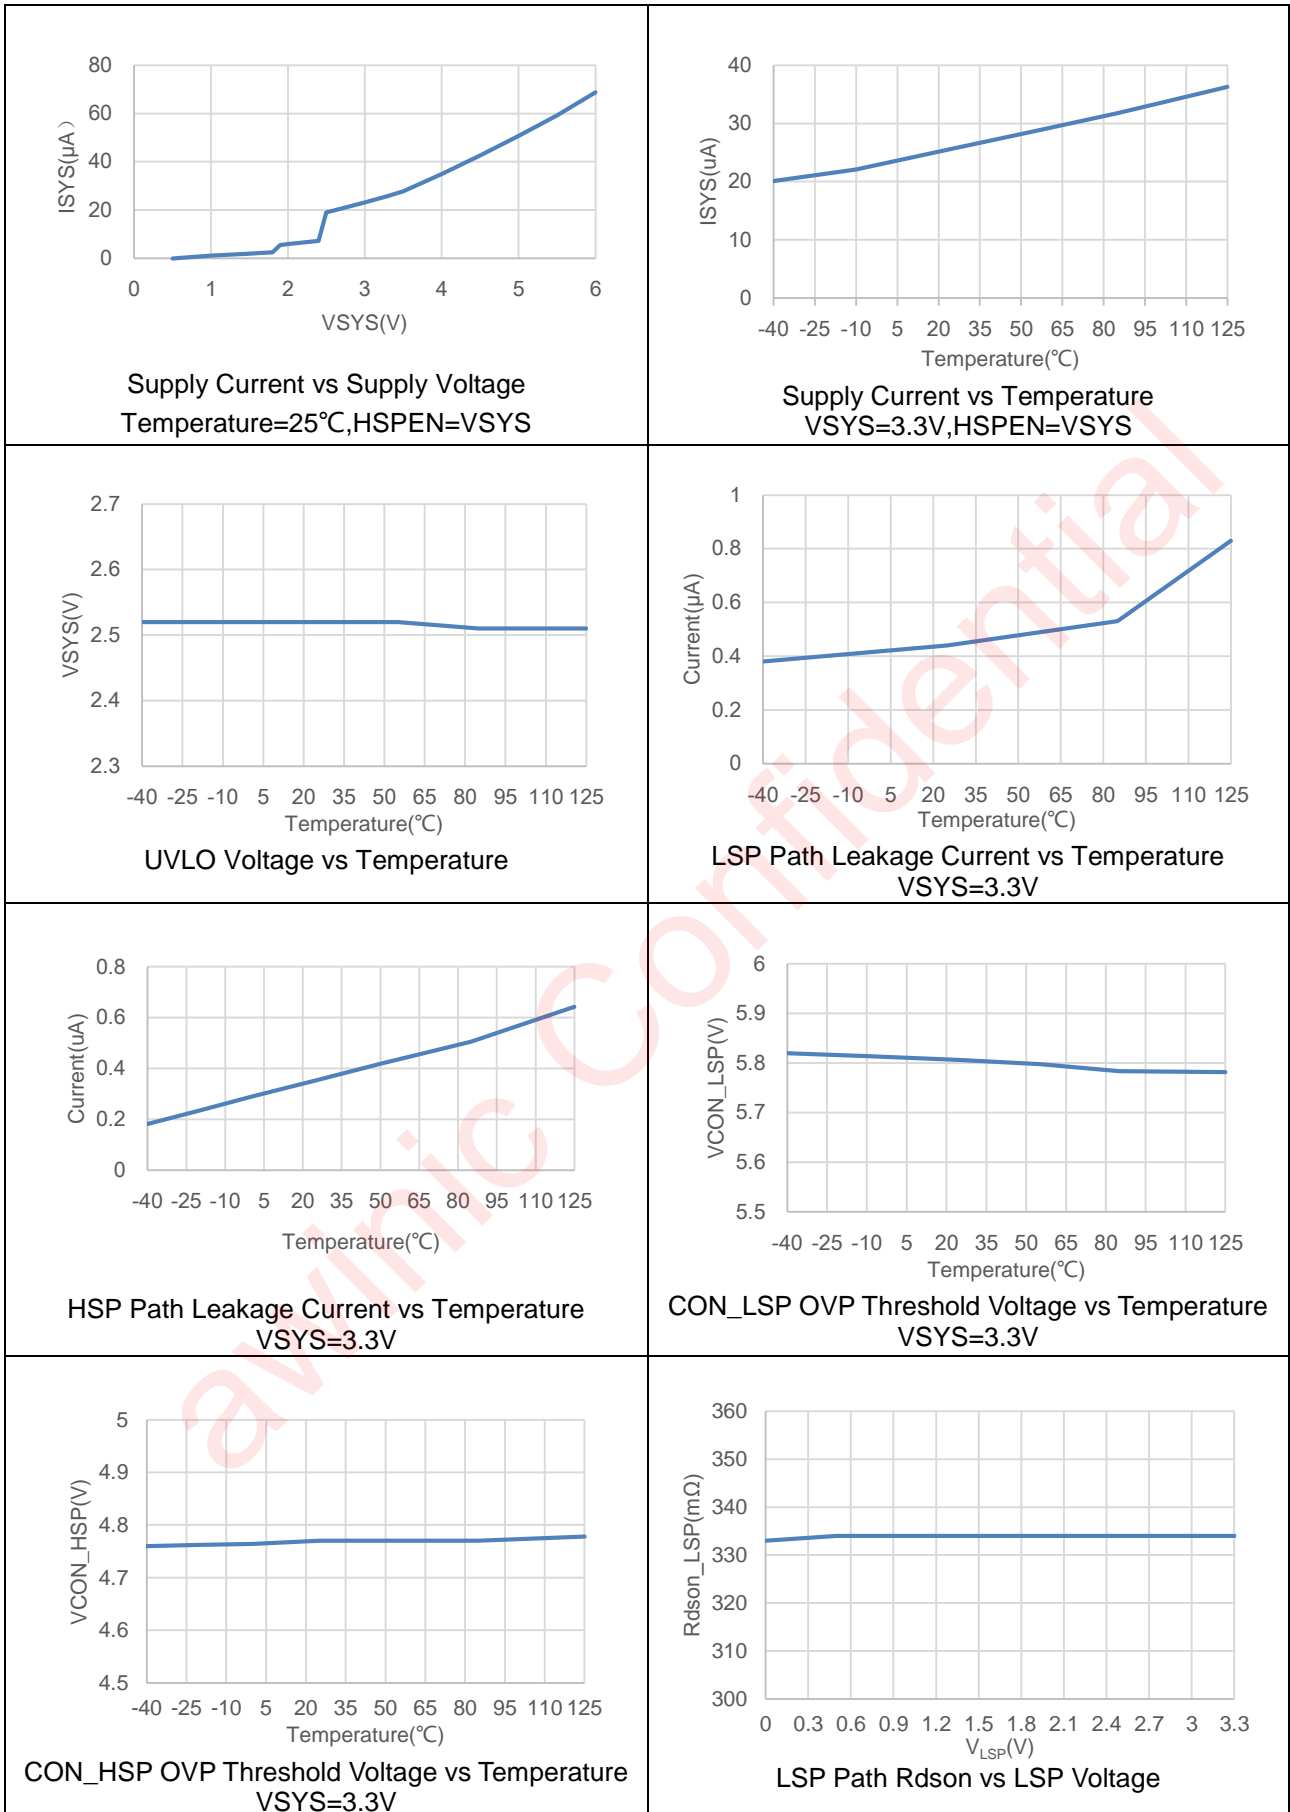 80
60
40
20
0
ISYS(μA）
0 1 2 3 4 5 6
VSYS(V)
Supply Current vs Supply Voltage
Temperature=25℃,HSPEN=VSYS
40
30
20
10
0
ISYS(uA)
-40 -25 -10 5 20 35 50 65 80 95 110 125
Temperature(℃)
Supply Current vs Temperature
VSYS=3.3V,HSPEN=VSYS
2.7
2.6
2.5
2.4
2.3
VSYS(V)
-40 -25 -10 5 20 35 50 65 80 95 110 125
Temperature(℃)
UVLO Voltage vs Temperature
1
0.8
0.6
0.4
0.2
0
Current(μA)
-40 -25 -10 5 20 35 50 65 80 95 110 125
Temperature(℃)
LSP Path Leakage Current vs Temperature
VSYS=3.3V
0.8
0.6
0.4
0.2
0
Current(uA)
-40 -25 -10 5 20 35 50 65 80 95 110 125
Temperature(℃)
HSP Path Leakage Current vs Temperature
VSYS=3.3V
6
5.9
5.8
5.7
5.6
5.5
VCON_LSP(V)
-40 -25 -10 5 20 35 50 65 80 95 110 125
Temperature(℃)
CON_LSP OVP Threshold Voltage vs Temperature
VSYS=3.3V
5
4.9
4.8
4.7
4.6
4.5
VCON_HSP(V)
-40 -25 -10 5 20 35 50 65 80 95 110 125
Temperature(℃)
CON_HSP OVP Threshold Voltage vs Temperature
VSYS=3.3V
360
350
340
330
320
310
300
Rdson_LSP(mΩ)
0 0.3 0.6 0.9 1.2 1.5 1.8 2.1 2.4 2.7 3 3.3
VLSP(V)
LSP Path Rdson vs LSP Voltage
awinic Confidential